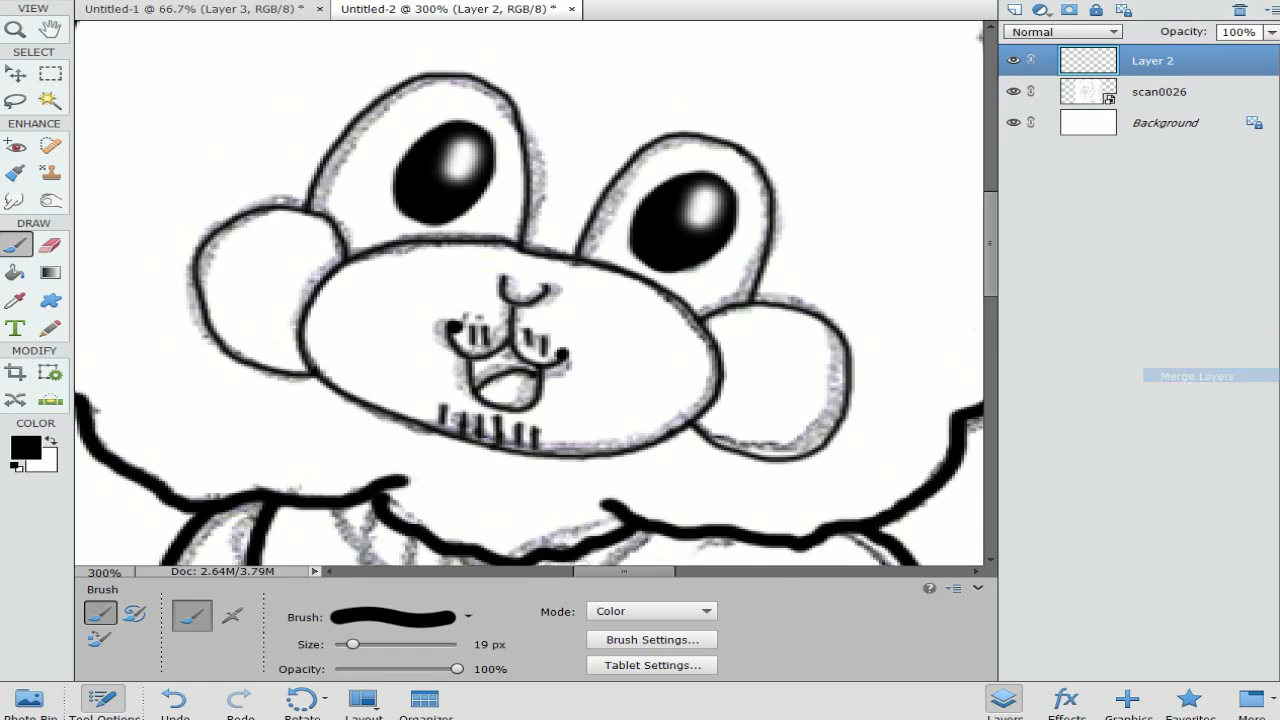 VIEW
Untitled-1 @ 66.7% (Layer 3, RGB/8) * ×
Untitled-2 @ 300% (Layer 2, RGB/8) * ×
SELECT
ENHANCE
DRAW
T
MODIFY
COLOR
Normal
Opacity: 100%
Layer 2
scan0026
Background
Merge Layers
300%
Doc: 2.64M/3.79M
Brush
Brush:
Size: 19 px
Opacity: 100%
Mode: Color
Brush Settings...
Tablet Settings...
Photo Bin
Tool Options
Undo
Redo
Rotate
Layout
Organizer
Layers
fx
Effects
Graphics
Favorites
More